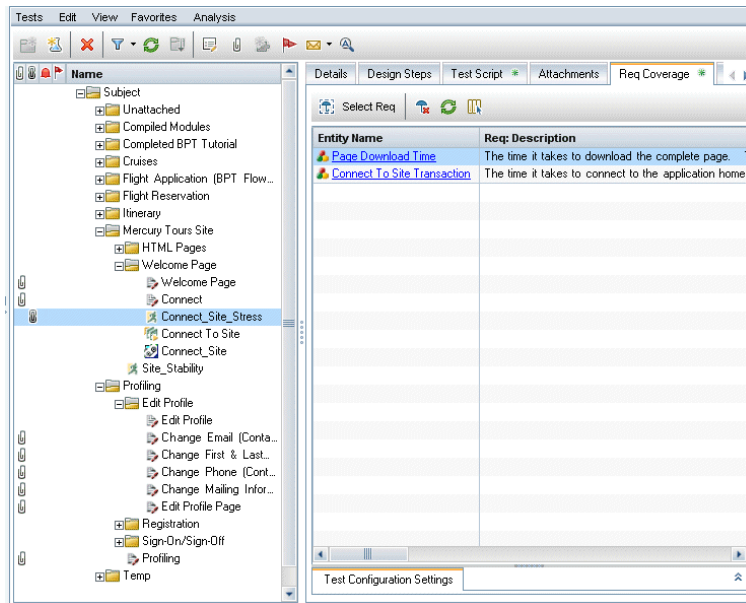 Tests Edit View Favorites Analysis
Name
Subject
Unattached
Compiled Modules
Completed BPT Tutorial
Cruises
Flight Application (BPT Flow...
Flight Reservation
Itinerary
Mercury Tours Site
HTML Pages
Welcome Page
Welcome Page
Connect
Connect_Site_Stress
Connect To Site
Connect_Site
Site_Stability
Profiling
Edit Profile
Edit Profile
Change Email (Conta...
Change First & Last...
Change Phone (Cont...
Change Mailing Infor...
Edit Profile Page
Registration
Sign-On/Sign-Off
Profiling
Temp
Details Design Steps Test Script * Attachments Req Coverage *
Select Req
Entity Name Req: Description
Page Download Time The time it takes to download the complete page.
Connect To Site Transaction The time it takes to connect to the application home
Test Configuration Settings